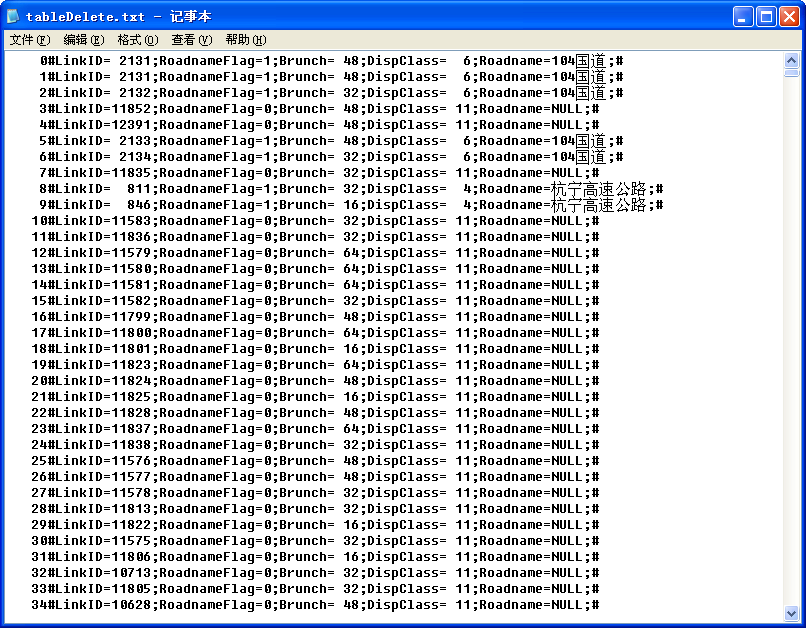 tableDelete.txt - 记事本
文件(F) 编辑(E) 格式(O) 查看(V) 帮助(H)
0#LinkID= 2131;RoadnameFlag=1;Brunch= 48;DispClass=  6;Roadname=104国道;#
1#LinkID= 2131;RoadnameFlag=1;Brunch= 48;DispClass=  6;Roadname=104国道;#
2#LinkID= 2132;RoadnameFlag=1;Brunch= 32;DispClass=  6;Roadname=104国道;#
3#LinkID=11852;RoadnameFlag=0;Brunch= 48;DispClass= 11;Roadname=NULL;#
4#LinkID=12391;RoadnameFlag=0;Brunch= 48;DispClass= 11;Roadname=NULL;#
5#LinkID= 2133;RoadnameFlag=1;Brunch= 48;DispClass=  6;Roadname=104国道;#
6#LinkID= 2134;RoadnameFlag=1;Brunch= 32;DispClass=  6;Roadname=104国道;#
7#LinkID=11835;RoadnameFlag=0;Brunch= 32;DispClass= 11;Roadname=NULL;#
8#LinkID=  811;RoadnameFlag=1;Brunch= 32;DispClass=  4;Roadname=杭宁高速公路;#
9#LinkID=  846;RoadnameFlag=1;Brunch= 16;DispClass=  4;Roadname=杭宁高速公路;#
10#LinkID=11583;RoadnameFlag=0;Brunch= 32;DispClass= 11;Roadname=NULL;#
11#LinkID=11836;RoadnameFlag=0;Brunch= 32;DispClass= 11;Roadname=NULL;#
12#LinkID=11579;RoadnameFlag=0;Brunch= 64;DispClass= 11;Roadname=NULL;#
13#LinkID=11580;RoadnameFlag=0;Brunch= 64;DispClass= 11;Roadname=NULL;#
14#LinkID=11581;RoadnameFlag=0;Brunch= 64;DispClass= 11;Roadname=NULL;#
15#LinkID=11582;RoadnameFlag=0;Brunch= 32;DispClass= 11;Roadname=NULL;#
16#LinkID=11799;RoadnameFlag=0;Brunch= 48;DispClass= 11;Roadname=NULL;#
17#LinkID=11800;RoadnameFlag=0;Brunch= 64;DispClass= 11;Roadname=NULL;#
18#LinkID=11801;RoadnameFlag=0;Brunch= 16;DispClass= 11;Roadname=NULL;#
19#LinkID=11823;RoadnameFlag=0;Brunch= 64;DispClass= 11;Roadname=NULL;#
20#LinkID=11824;RoadnameFlag=0;Brunch= 48;DispClass= 11;Roadname=NULL;#
21#LinkID=11825;RoadnameFlag=0;Brunch= 16;DispClass= 11;Roadname=NULL;#
22#LinkID=11828;RoadnameFlag=0;Brunch= 48;DispClass= 11;Roadname=NULL;#
23#LinkID=11837;RoadnameFlag=0;Brunch= 64;DispClass= 11;Roadname=NULL;#
24#LinkID=11838;RoadnameFlag=0;Brunch= 32;DispClass= 11;Roadname=NULL;#
25#LinkID=11576;RoadnameFlag=0;Brunch= 48;DispClass= 11;Roadname=NULL;#
26#LinkID=11577;RoadnameFlag=0;Brunch= 48;DispClass= 11;Roadname=NULL;#
27#LinkID=11578;RoadnameFlag=0;Brunch= 32;DispClass= 11;Roadname=NULL;#
28#LinkID=11813;RoadnameFlag=0;Brunch= 32;DispClass= 11;Roadname=NULL;#
29#LinkID=11822;RoadnameFlag=0;Brunch= 16;DispClass= 11;Roadname=NULL;#
30#LinkID=11575;RoadnameFlag=0;Brunch= 32;DispClass= 11;Roadname=NULL;#
31#LinkID=11806;RoadnameFlag=0;Brunch= 16;DispClass= 11;Roadname=NULL;#
32#LinkID=10713;RoadnameFlag=0;Brunch= 32;DispClass= 11;Roadname=NULL;#
33#LinkID=11805;RoadnameFlag=0;Brunch= 32;DispClass= 11;Roadname=NULL;#
34#LinkID=10628;RoadnameFlag=0;Brunch= 48;DispClass= 11;Roadname=NULL;#